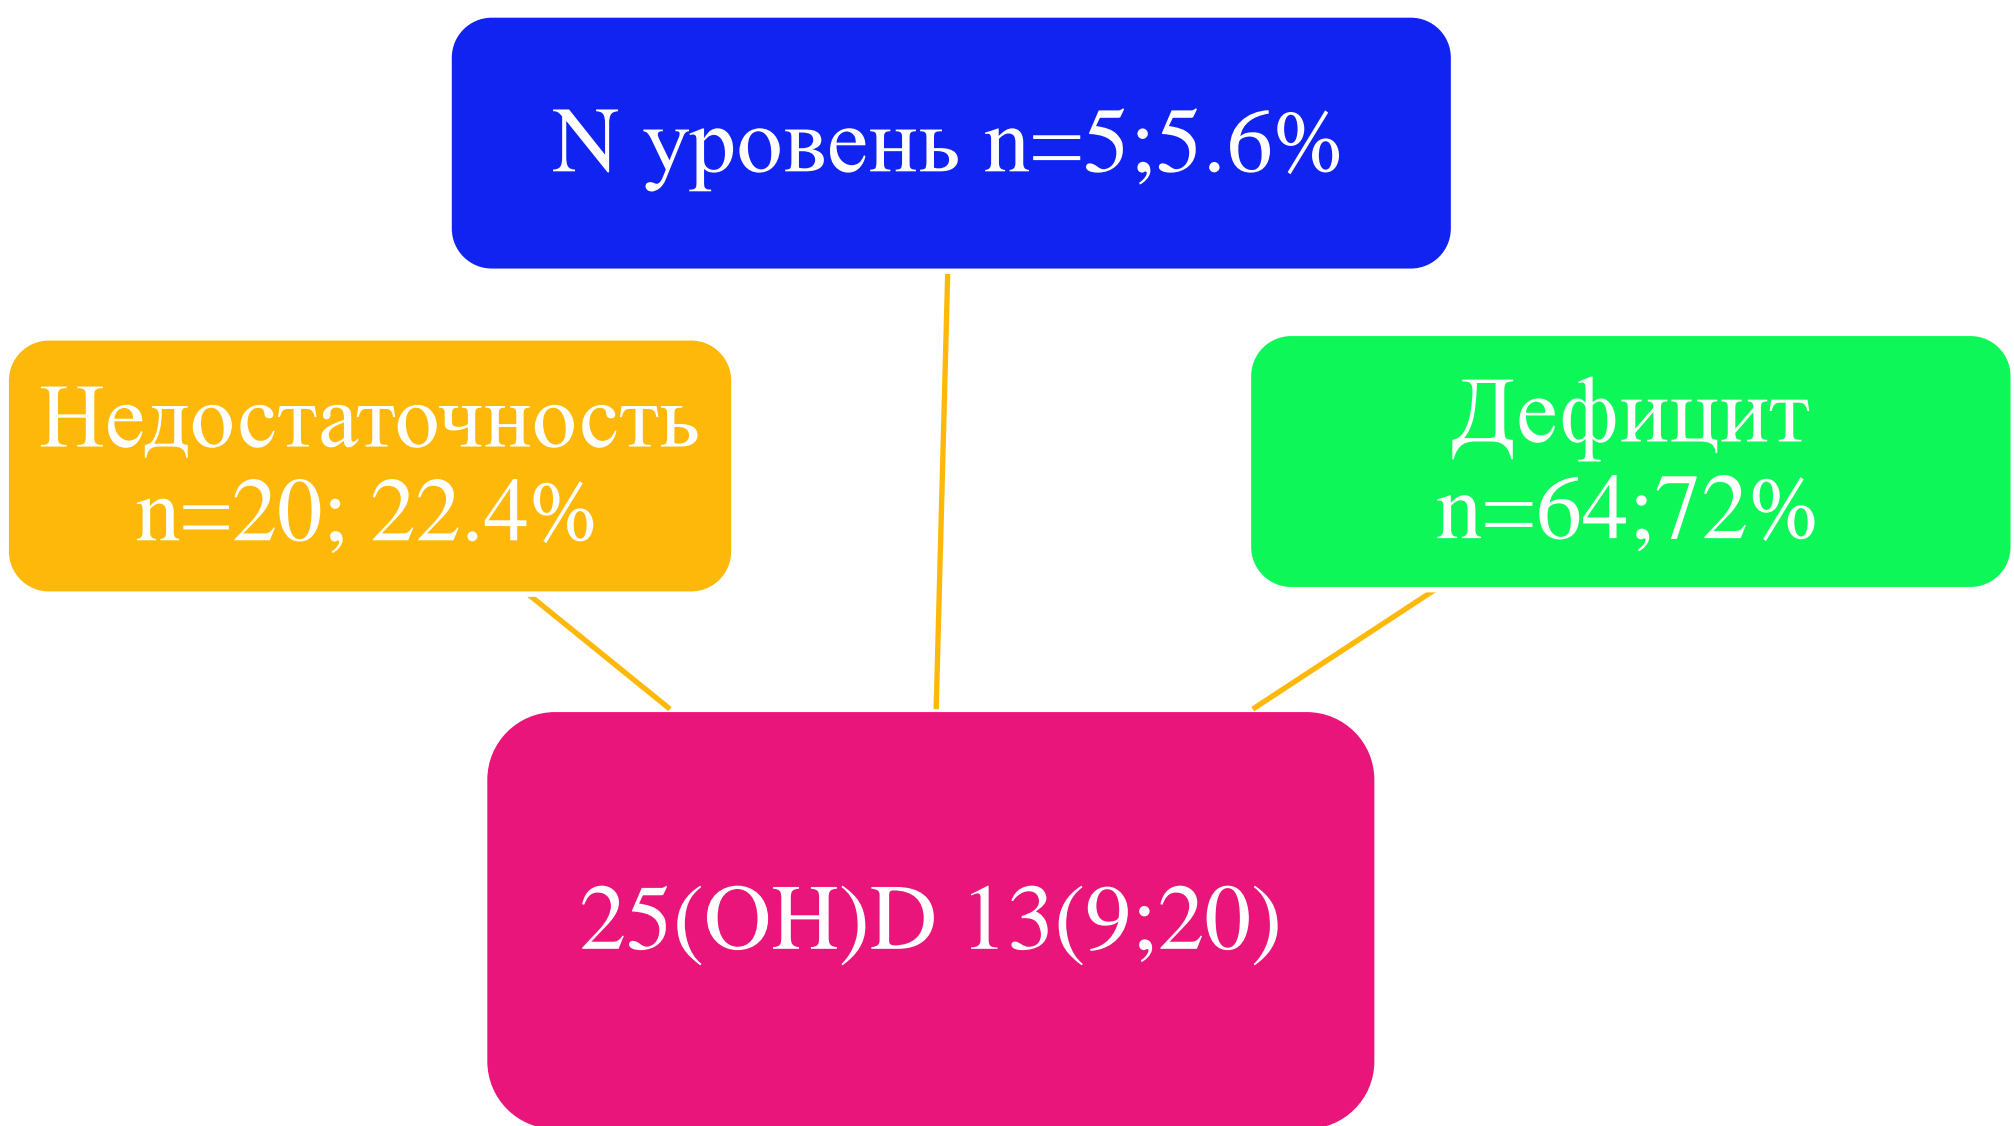 N уровень n=5;5.6%
Недостаточность
n=20; 22.4%
Дефицит
n=64;72%
25(OH)D 13(9;20)